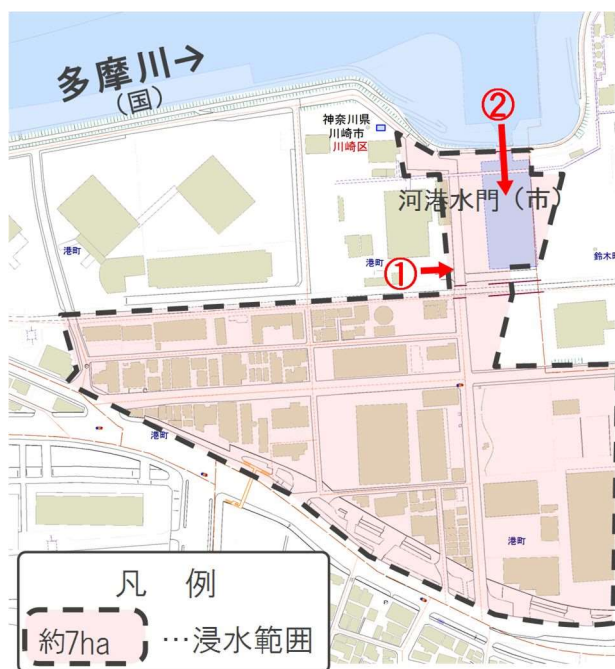 多摩川→
（国）
神奈川県
川崎市
川崎区
②
河港水門（市）
港町
①
港町
鈴木町
港町
港町
凡 例
約7ha …浸水範囲